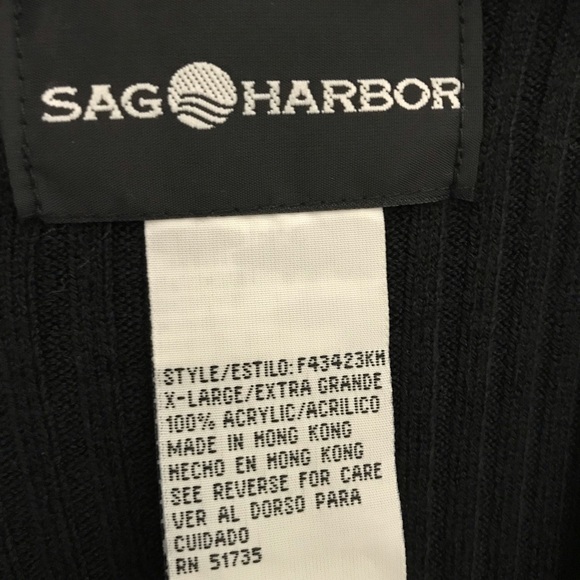 SAG HARBOR
STYLE/ESTILO: F43423KH
X-LARGE/EXTRA GRANDE
100% ACRYLIC/ACRILICO
MADE IN HONG KONG
HECHO EN HONG KONG
SEE REVERSE FOR CARE
VER AL DORSO PARA
CUIDADO
RN 51735